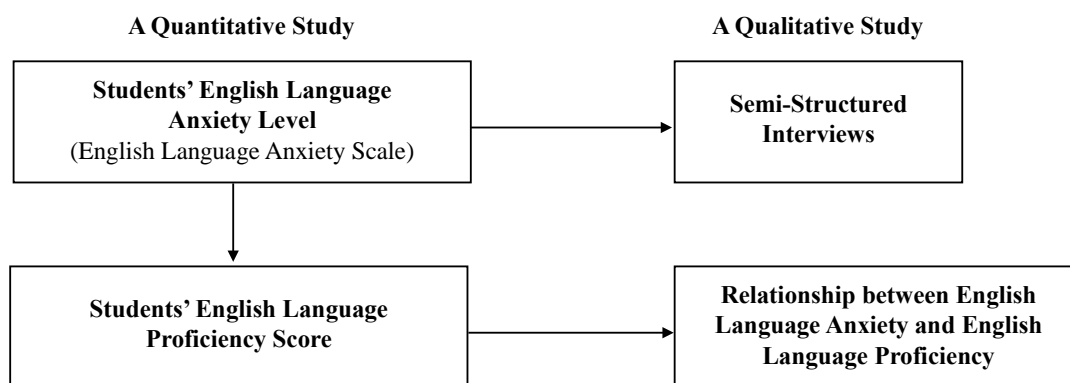 A Quantitative Study
A Qualitative Study
Students’ English Language
Anxiety Level
(English Language Anxiety Scale)
Semi-Structured
Interviews
Students’ English Language
Proficiency Score
Relationship between English
Language Anxiety and English
Language Proficiency